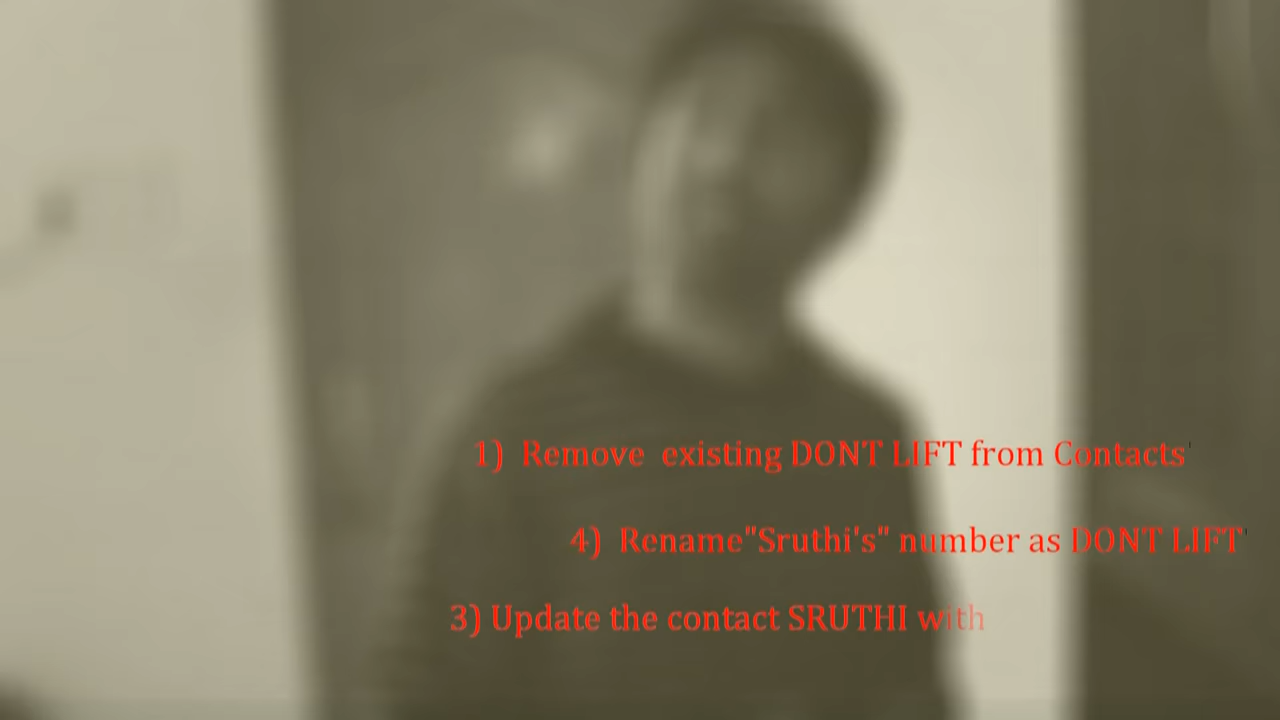 1) Remove existing DONT LIFT from Contacts'
4) Rename"Sruthi's" number as DONT LIFT'
3) Update the contact SRUTHI with